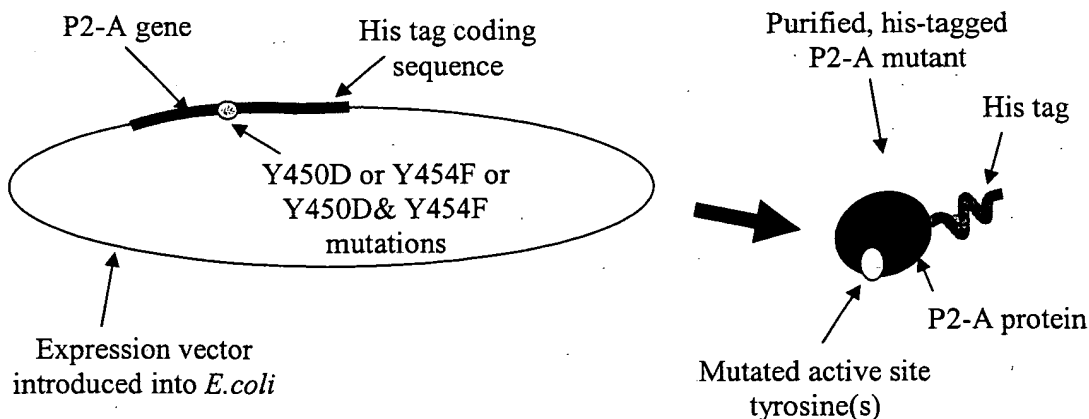 P2-A gene
His tag coding
sequence
Y450D or Y454F or
Y450D& Y454F
mutations
Expression vector
introduced into E.coli
Purified, his-tagged
P2-A mutant
His tag
P2-A protein
Mutated active site
tyrosine(s)